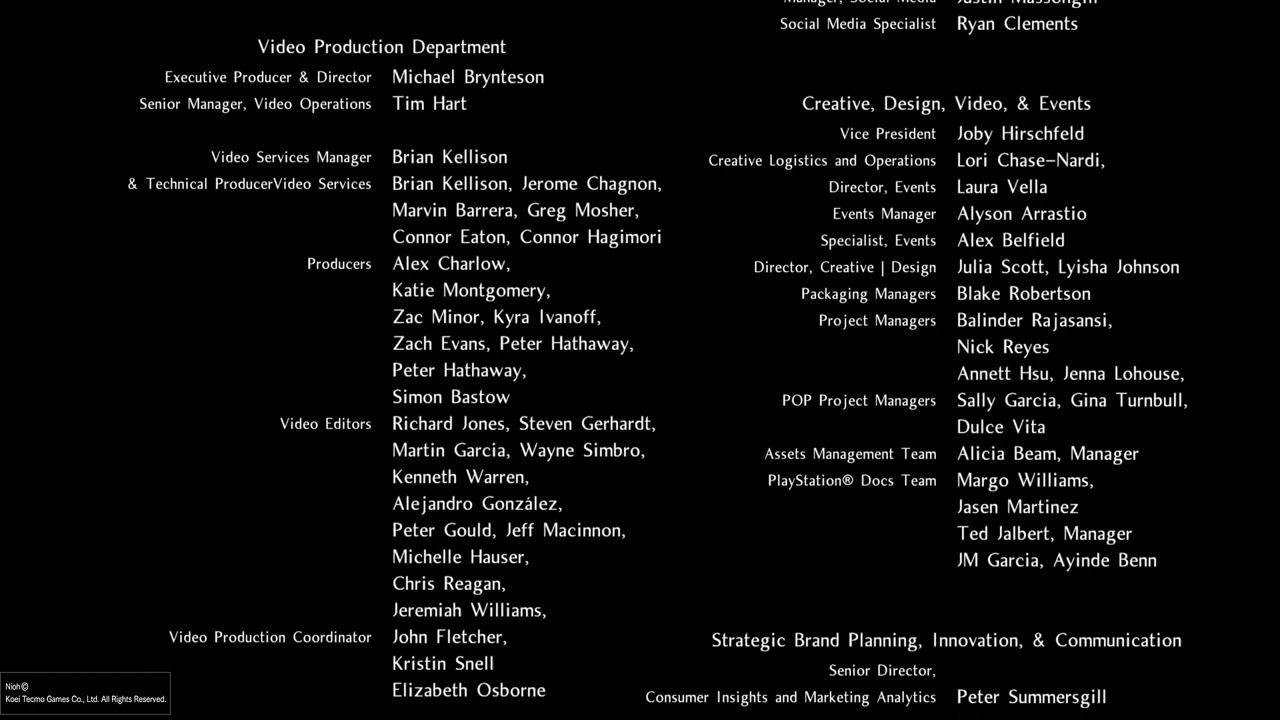 Video Production Department
Executive Producer & Director Michael Brynteson
Senior Manager, Video Operations Tim Hart
Video Services Manager Brian Kellison
& Technical ProducerVideo Services Brian Kellison, Jerome Chagnon,
Marvin Barrera, Greg Mosher,
Connor Eaton, Connor Hagimori
Producers Alex Charlow,
Katie Montgomery,
Zac Minor, Kyra Ivanoff,
Zach Evans, Peter Hathaway,
Peter Hathaway,
Simon Bastow
Video Editors Richard Jones, Steven Gerhardt,
Martin Garcia, Wayne Simbro,
Kenneth Warren,
Alejandro González,
Peter Gould, Jeff Macinnon,
Michelle Hauser,
Chris Reagan,
Jeremiah Williams,
Video Production Coordinator John Fletcher,
Kristin Snell
Elizabeth Osborne
Manager, Social Media Justin Massongill
Social Media Specialist Ryan Clements
Creative, Design, Video, & Events
Vice President Joby Hirschfeld
Creative Logistics and Operations Lori Chase–Nardi,
Director, Events Laura Vella
Events Manager Alyson Arrastio
Specialist, Events Alex Belfield
Director, Creative | Design Julia Scott, Lyisha Johnson
Packaging Managers Blake Robertson
Project Managers Balinder Rajasansi,
Nick Reyes
Annett Hsu, Jenna Lohouse,
POP Project Managers Sally Garcia, Gina Turnbull,
Dulce Vita
Assets Management Team Alicia Beam, Manager
PlayStation® Docs Team Margo Williams,
Jasen Martinez
Ted Jalbert, Manager
JM Garcia, Ayinde Benn
Strategic Brand Planning, Innovation, & Communication
Senior Director,
Consumer Insights and Marketing Analytics Peter Summersgill
Nioh©
Koei Tecmo Games Co., Ltd. All Rights Reserved.